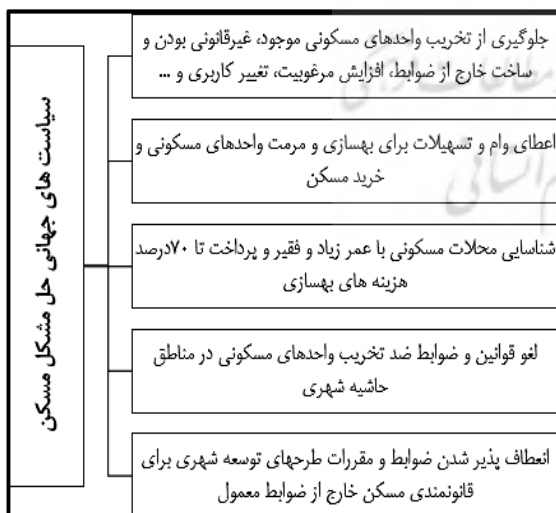 سیاست های جهانی حل مشکل مسکن
جلوگیری از تخریب واحدهای مسکونی موجود، غیرقانونی بودن و
ساخت خارج از ضوابط، افزایش مرغوبیت، تغییر کاربری و ...
اعطای وام و تسهیلات برای بهسازی و مرمت واحدهای مسکونی و
خرید مسکن
شناسایی محلات مسکونی با عمر زیاد و فقیر و پرداخت تا ۷۰درصد
هزینه های بهسازی
لغو قوانین و ضوابط ضد تخریب واحدهای مسکونی در مناطق
حاشیه شهری
انعطاف پذیر شدن ضوابط و مقررات طرحهای توسعه شهری برای
قانونمندی مسکن خارج از ضوابط معمول